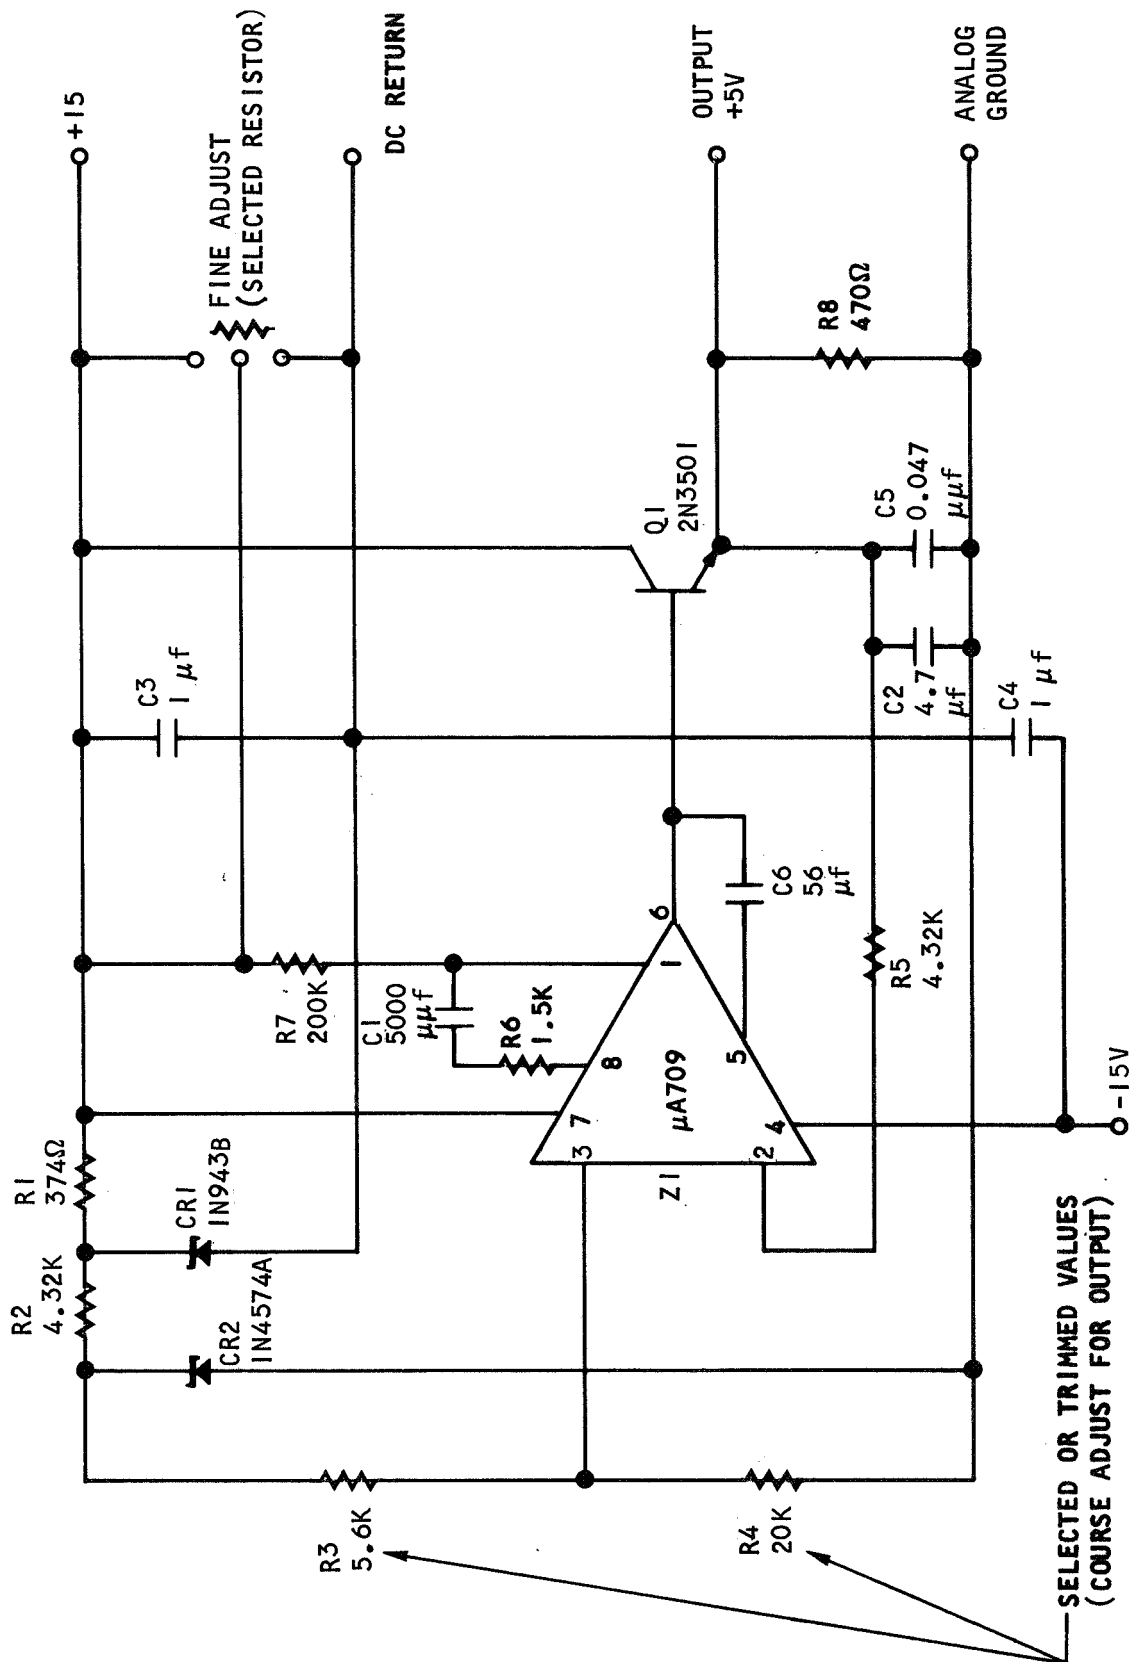 +15
FINE ADJUST
(SELECTED RESISTOR)
DC RETURN
OUTPUT
+5V
ANALOG
GROUND
R8
470Ω
Q1
2N3501
C5
0.047
μμf
C2
4.7
μf
C3
1 μf
C4
1 μf
C6
56
μf
R7
200K
C1
5000
μμf
R6
1.5K
R5
4.32K
μA709
Z1
1
2
3
4
5
6
7
8
-15V
R1
374Ω
CR1
1N943B
R2
4.32K
CR2
1N4574A
R3
5.6K
R4
20K
SELECTED OR TRIMMED VALUES
(COURSE ADJUST FOR OUTPUT)